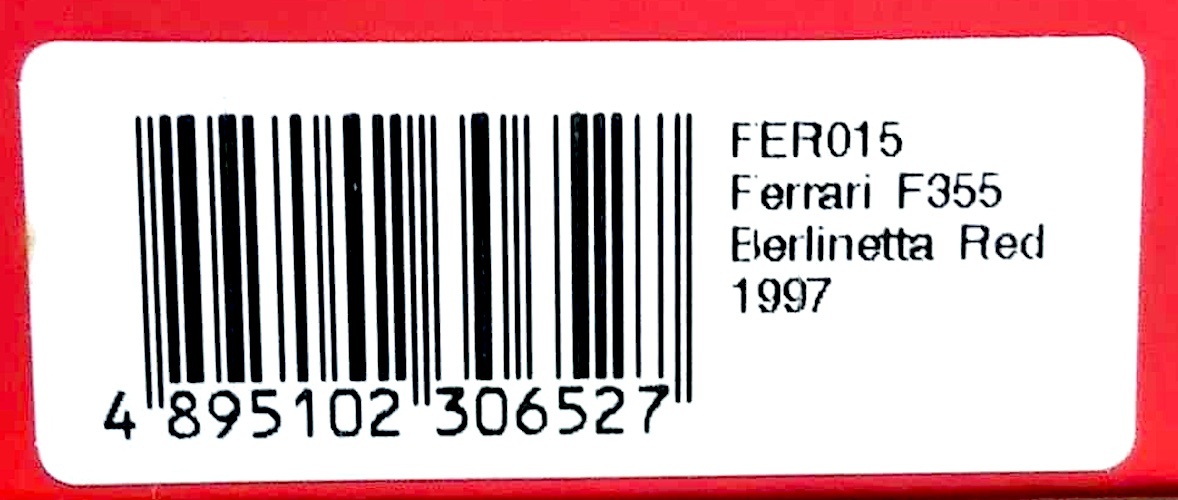 FER015
Ferrari F355
Berlinetta Red
1997
4 895102 306527